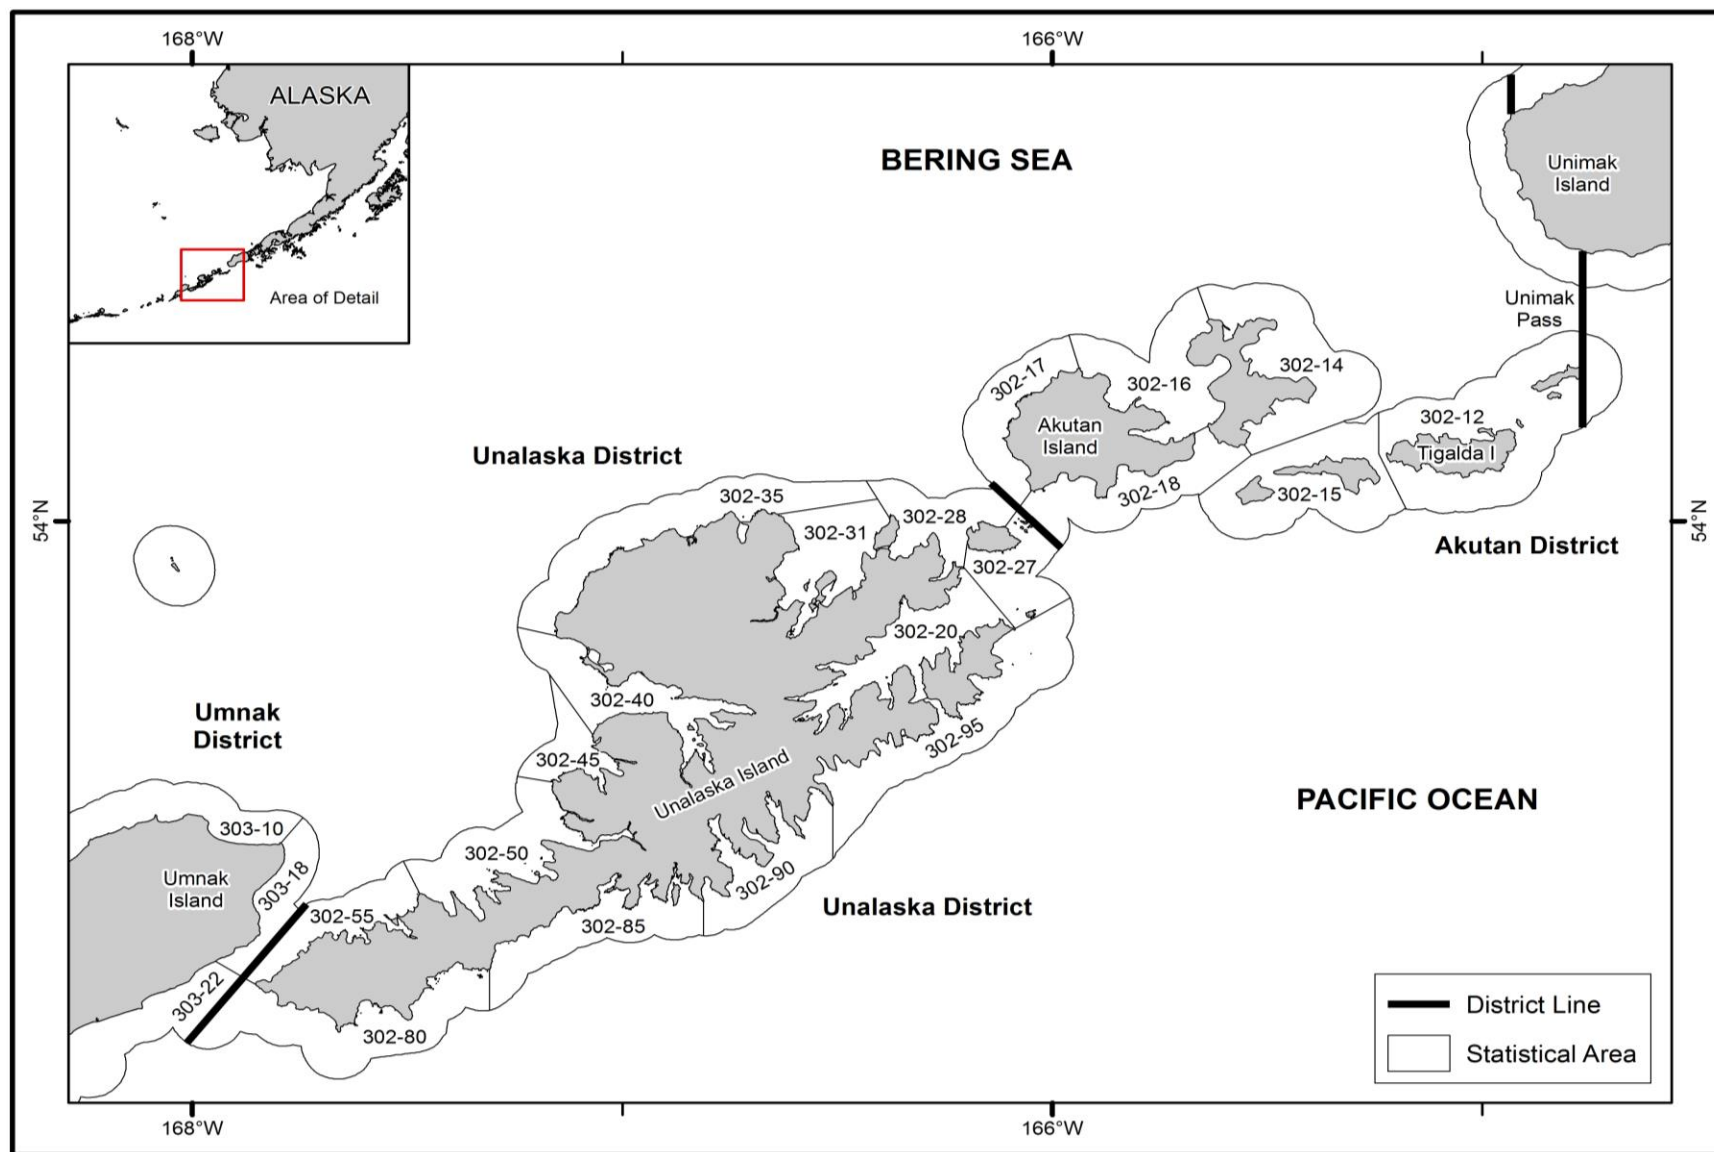 168°W
166°W
ALASKA
Area of Detail
BERING SEA
Unimak
Island
Unimak
Pass
302-17
302-16
302-14
302-12
Akutan
Island
Tigalda I
302-18
302-15
Unalaska District
Akutan District
54°N
54°N
302-35
302-31
302-28
302-27
302-20
302-40
302-45
302-95
Unalaska Island
Umnak
District
PACIFIC OCEAN
303-10
303-18
Umnak
Island
302-50
302-55
302-90
302-85
Unalaska District
303-22
302-80
District Line
Statistical Area
168°W
166°W